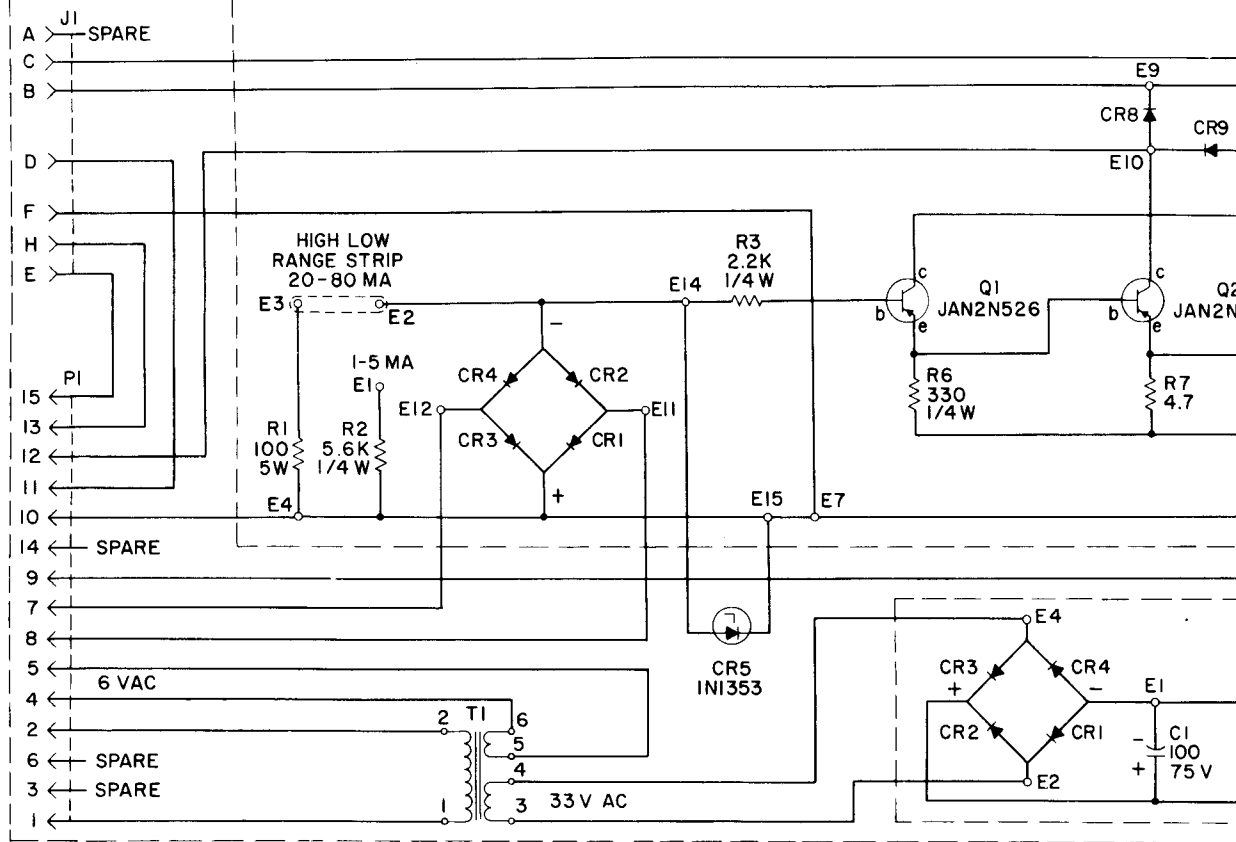 J1
A SPARE
C
B
D
F
H
E
P1
15
13
12
11
10
14 SPARE
9
7
8
5
6 VAC
4
2
6 SPARE
3 SPARE
1
HIGH LOW
RANGE STRIP
20-80 MA
E3
E2
1-5 MA
E1
R1
100
5W
R2
5.6K
1/4 W
E4
-
CR4
CR2
E12
E11
CR3
CR1
+
E14
R3
2.2K
1/4 W
E15
E7
CR5
1N1353
E9
CR8
CR9
E10
c
Q1
JAN2N526
b
e
c
Q2
JAN2N
b
e
R6
330
1/4 W
R7
4.7
T1
2
1
6
5
4
3
33V AC
E4
CR3
CR4
+
-
CR2
CR1
E2
E1
-
C1
100
75 V
+